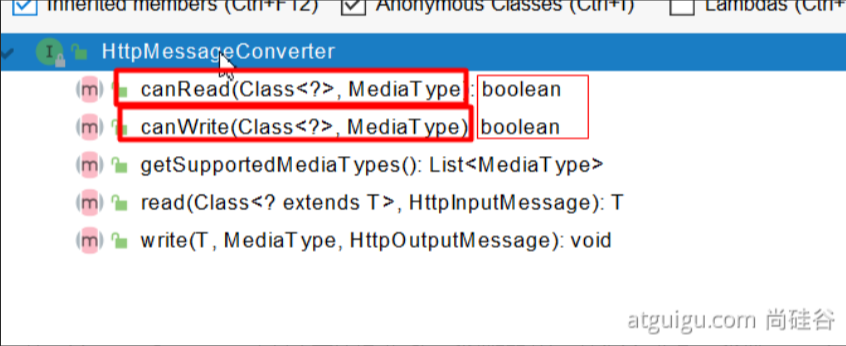 Inherited members (Ctrl+F12) Anonymous Classes (Ctrl+I) Lambdas (Ctrl+
HttpMessageConverter
canRead(Class<?>, MediaType): boolean
canWrite(Class<?>, MediaType) boolean
getSupportedMediaTypes(): List<MediaType>
read(Class<? extends T>, HttpInputMessage): T
write(T, MediaType, HttpOutputMessage): void
atguigu.com 尚硅谷